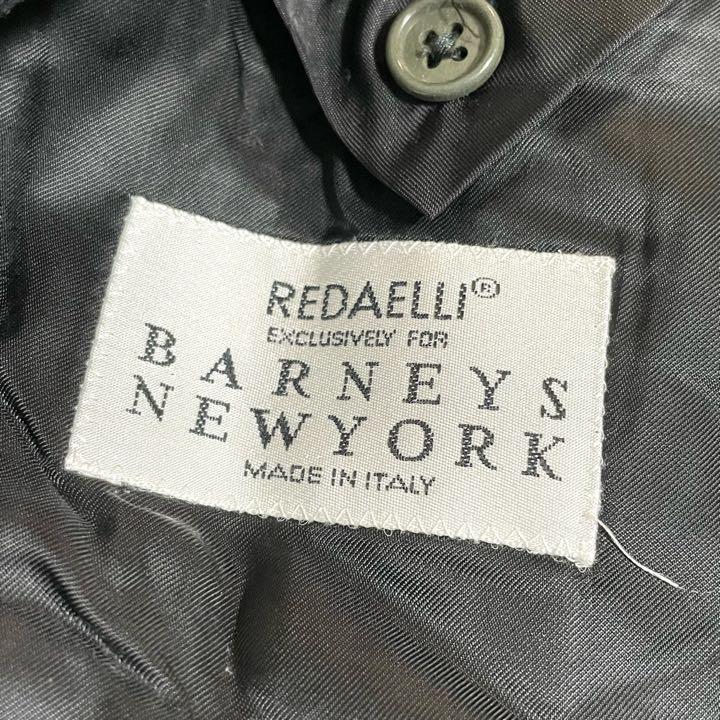 REDAELLI®
EXCLUSIVELY FOR
BARNEYS
NEWYORK
MADE IN ITALY